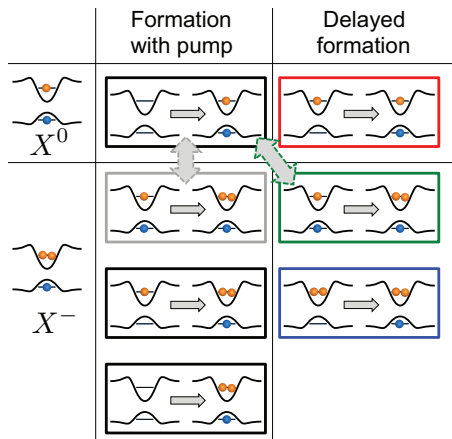 Formation
with pump
Delayed
formation
X⁰
X⁻